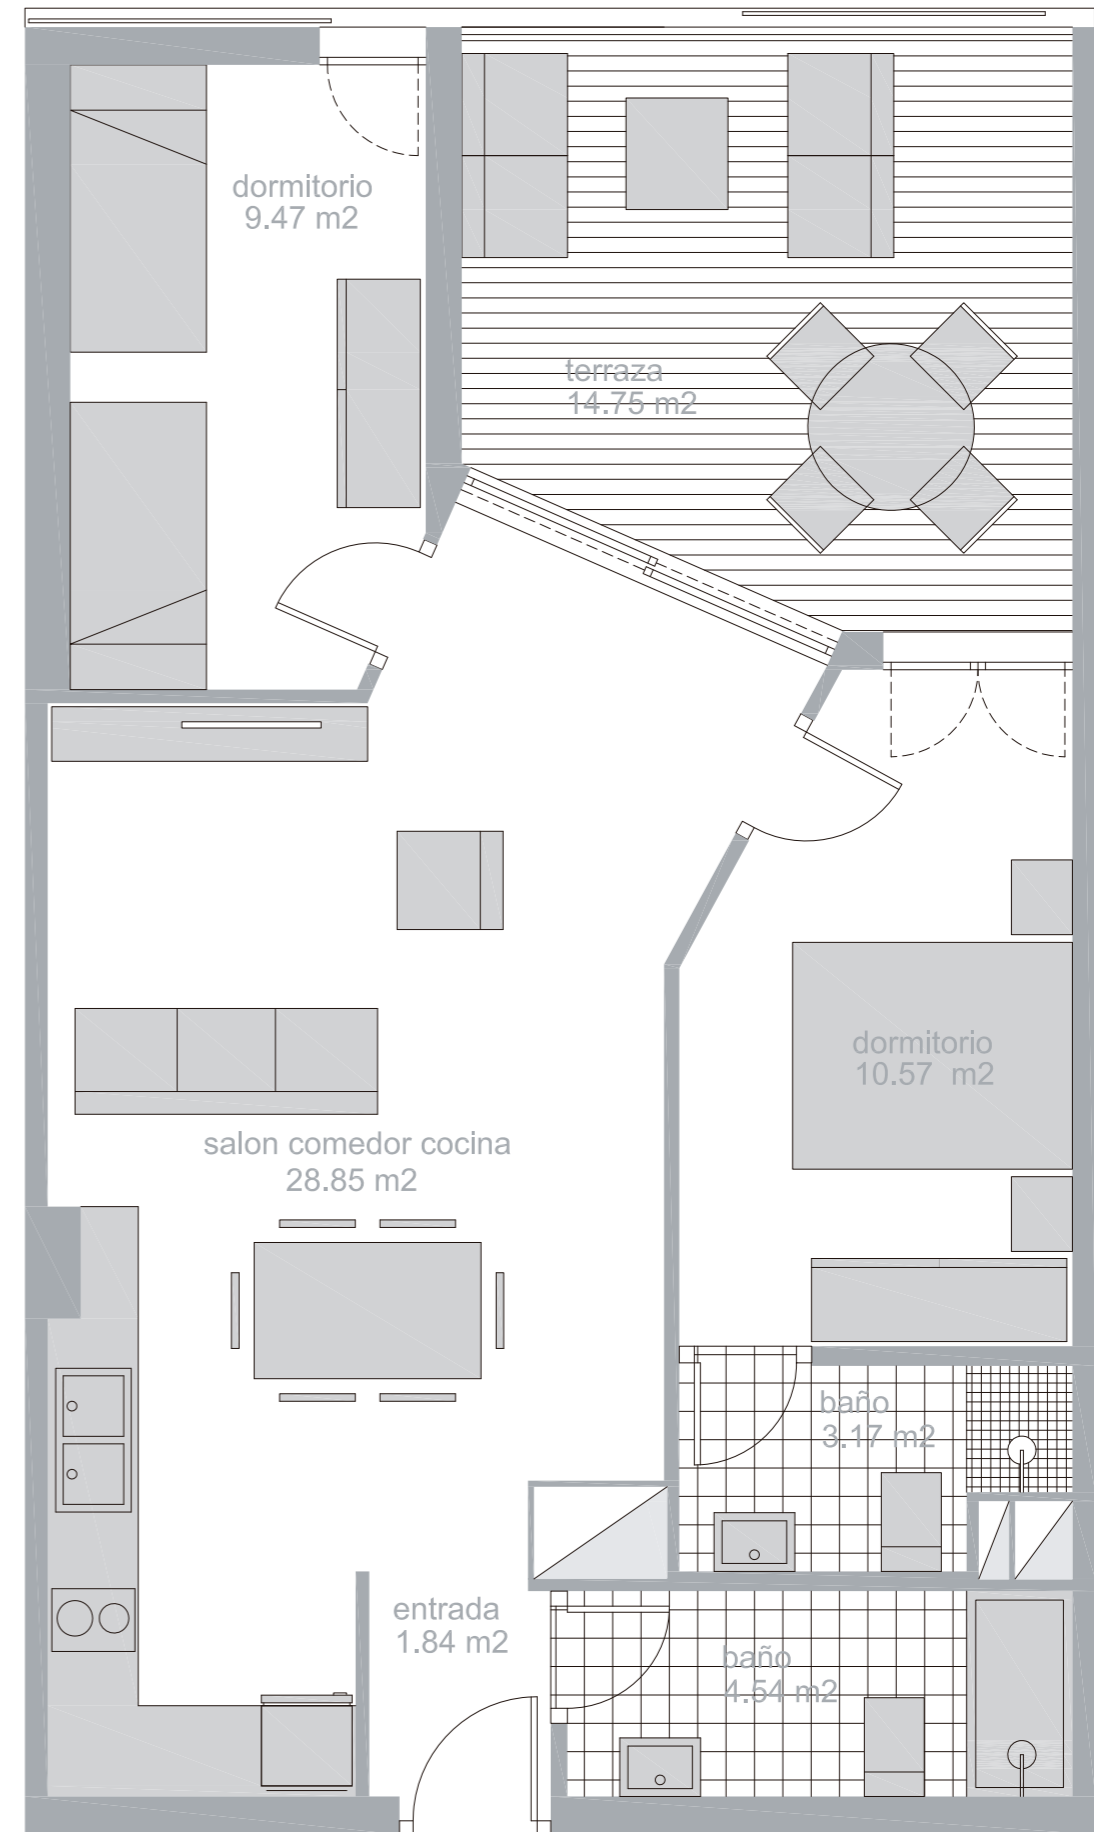 dormitorio
9.47 m2
terraza
14.75 m2
dormitorio
10.57 m2
salon comedor cocina
28.85 m2
baño
3.17 m2
entrada
1.84 m2
baño
4.54 m2